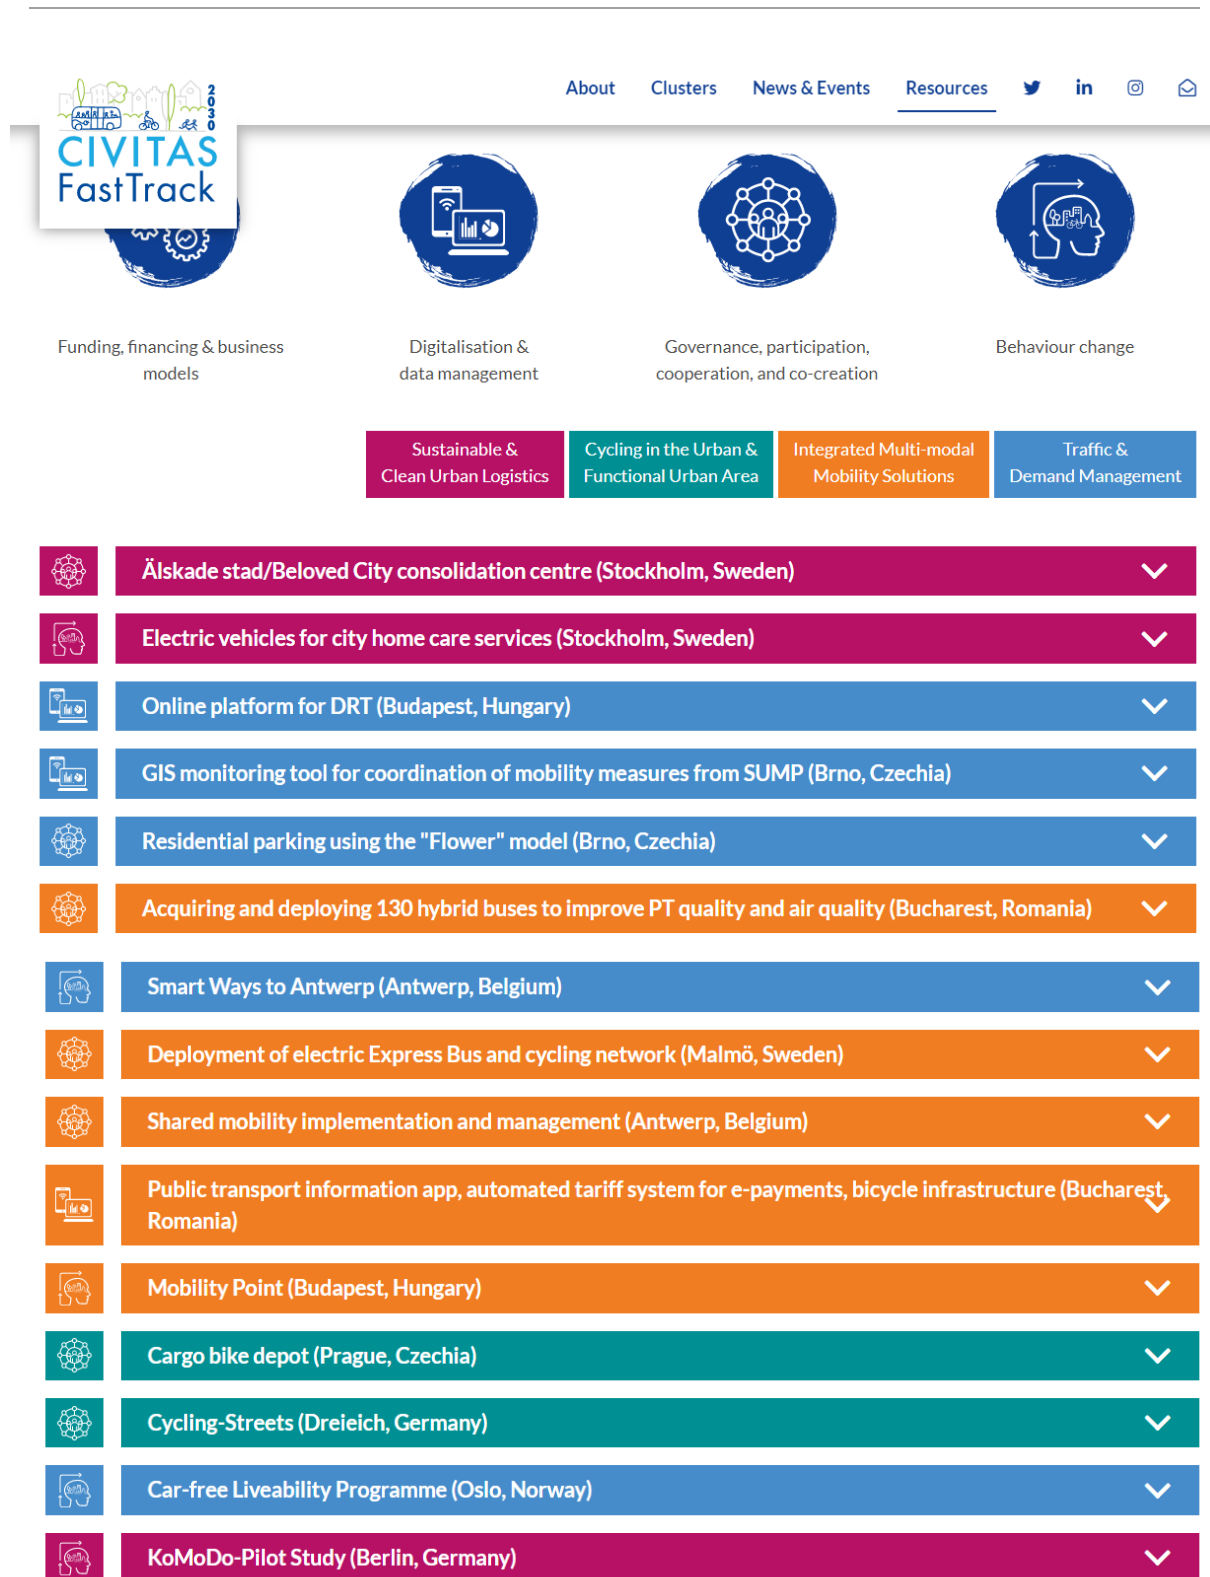 About Clusters News & Events Resources
2030
CIVITAS
FastTrack
Funding, financing & business
models
Digitalisation &
data management
Governance, participation,
cooperation, and co-creation
Behaviour change
Sustainable &
Clean Urban Logistics
Cycling in the Urban &
Functional Urban Area
Integrated Multi-modal
Mobility Solutions
Traffic &
Demand Management
Älskade stad/Beloved City consolidation centre (Stockholm, Sweden)
Electric vehicles for city home care services (Stockholm, Sweden)
Online platform for DRT (Budapest, Hungary)
GIS monitoring tool for coordination of mobility measures from SUMP (Brno, Czechia)
Residential parking using the "Flower" model (Brno, Czechia)
Acquiring and deploying 130 hybrid buses to improve PT quality and air quality (Bucharest, Romania)
Smart Ways to Antwerp (Antwerp, Belgium)
Deployment of electric Express Bus and cycling network (Malmö, Sweden)
Shared mobility implementation and management (Antwerp, Belgium)
Public transport information app, automated tariff system for e-payments, bicycle infrastructure (Bucharest,
Romania)
Mobility Point (Budapest, Hungary)
Cargo bike depot (Prague, Czechia)
Cycling-Streets (Dreieich, Germany)
Car-free Liveability Programme (Oslo, Norway)
KoMoDo-Pilot Study (Berlin, Germany)